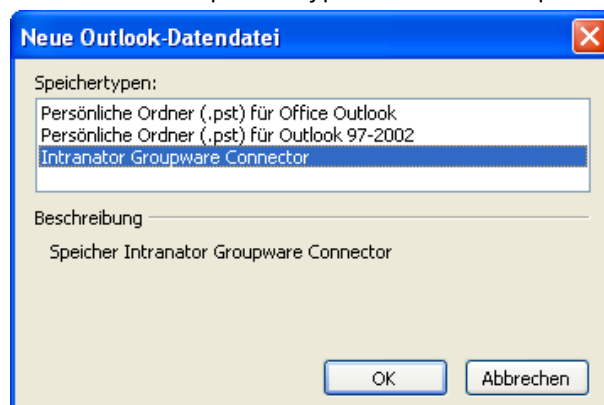 Neue Outlook-Datendatei
Speichertypen:
Persönliche Ordner (.pst) für Office Outlook
Persönliche Ordner (.pst) für Outlook 97-2002
Intranator Groupware Connector
Beschreibung
Speicher Intranator Groupware Connector
OK
Abbrechen